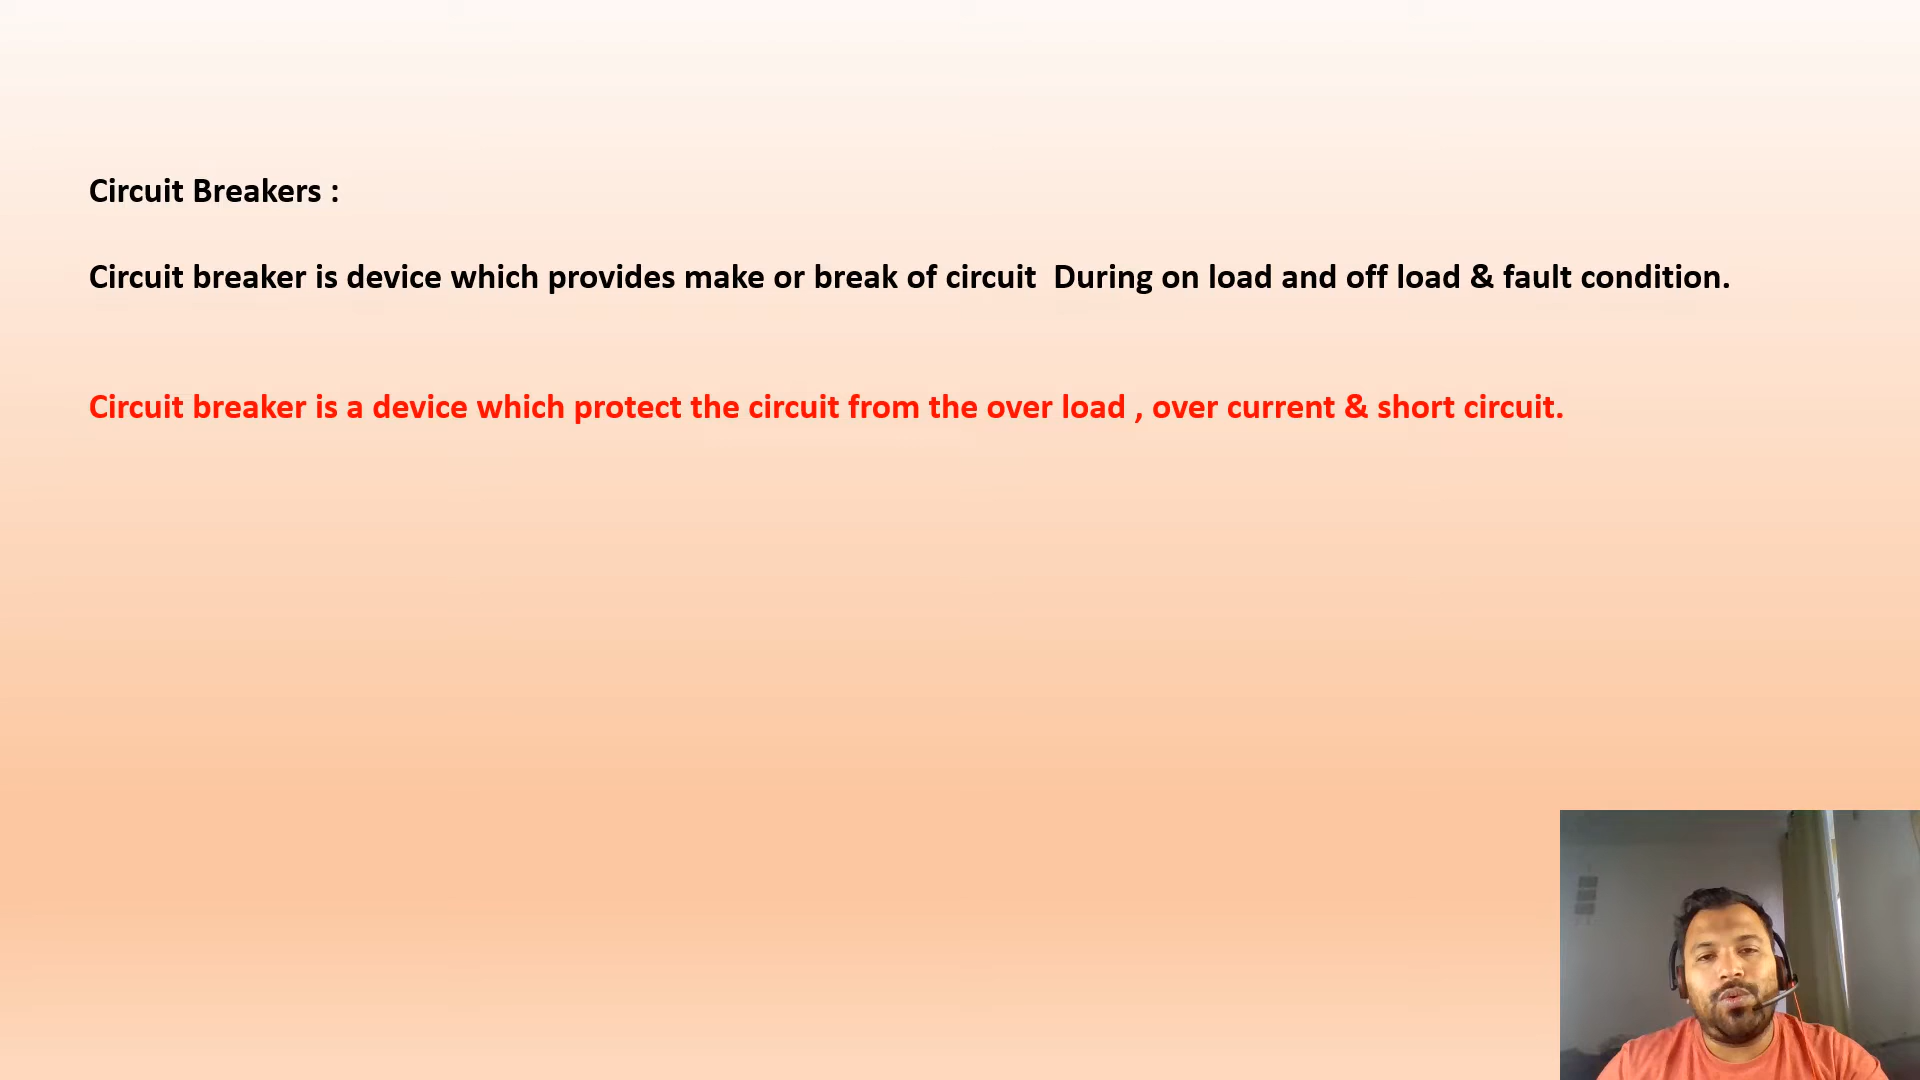 Circuit Breakers :
Circuit breaker is device which provides make or break of circuit  During on load and off load & fault condition.
Circuit breaker is a device which protect the circuit from the over load , over current & short circuit.